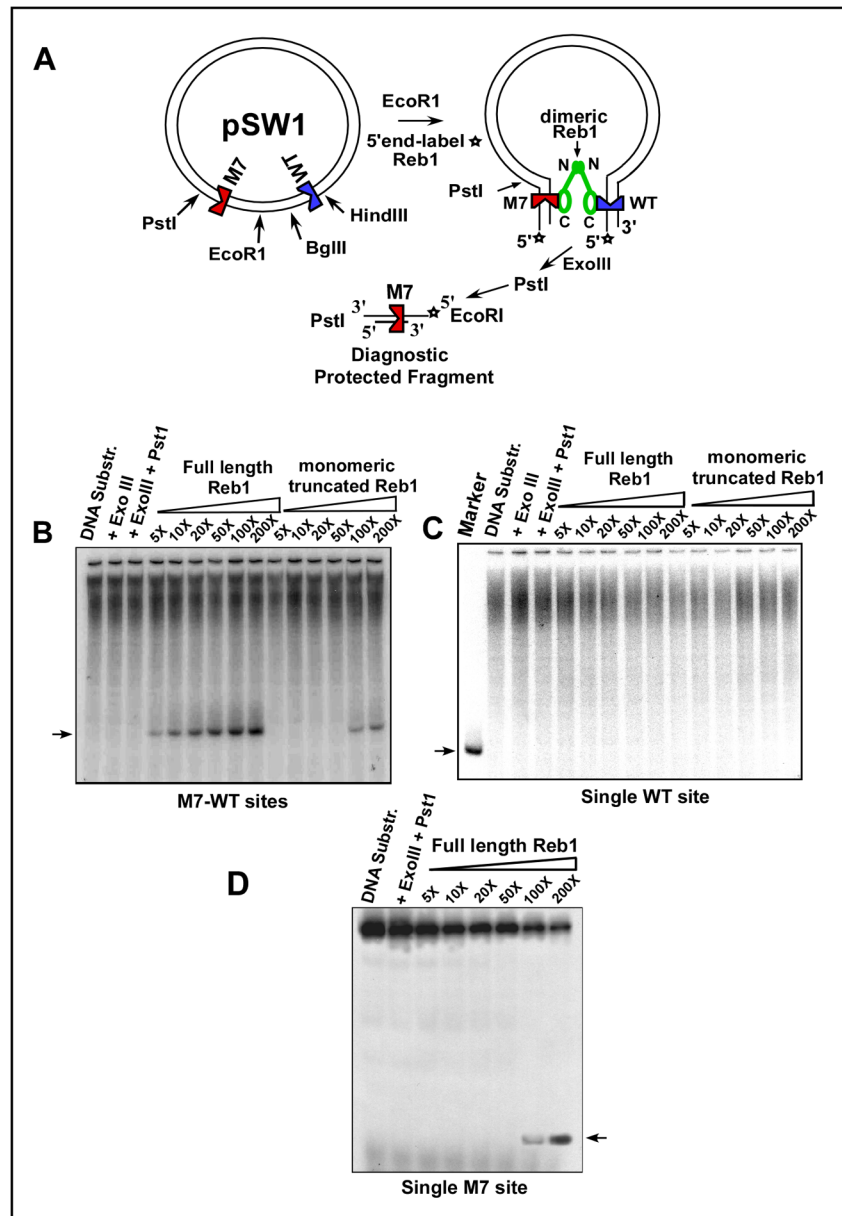 A
pSW1
M7
WT
PstI
EcoR1
BglII
HindIII
EcoR1
5'end-label ☆
Reb1
dimeric
Reb1
N N
PstI
M7
WT
C C
5'☆
5'☆
3'
ExoIII
PstI
M7
3'
☆5'
PstI
EcoRI
5'
3'
Diagnostic
Protected Fragment
B
DNA Substr.
+ Exo III
+ ExoIII + Pst1
Full length
Reb1
monomeric
truncated Reb1
5X 10X 20X 50X 100X 200X 5X 10X 20X 50X 100X 200X
M7-WT sites
C
Marker
DNA Substr.
+ Exo III
+ ExoIII + Pst1
Full length
Reb1
monomeric
truncated Reb1
5X 10X 20X 50X 100X 200X 5X 10X 20X 50X 100X 200X
Single WT site
D
DNA Substr.
+ ExoIII + Pst1
Full length Reb1
5X 10X 20X 50X 100X 200X
Single M7 site